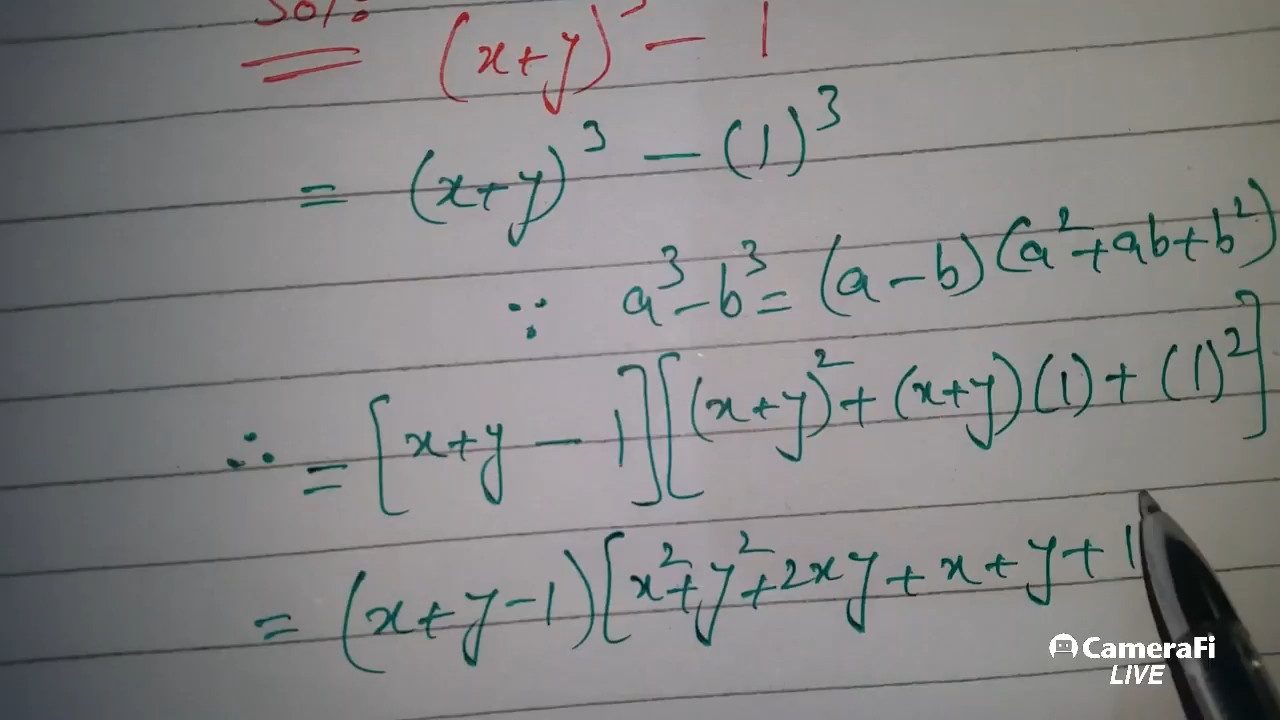 Sol:
(x+y)³ - 1
= (x+y)³ - (1)³
∵ a³-b³ = (a-b)(a²+ab+b²)
∴ = [x+y - 1][(x+y)²+(x+y)(1)+(1)²]
= (x+y-1)[x²+y²+2xy+x+y+1
CameraFi
LIVE